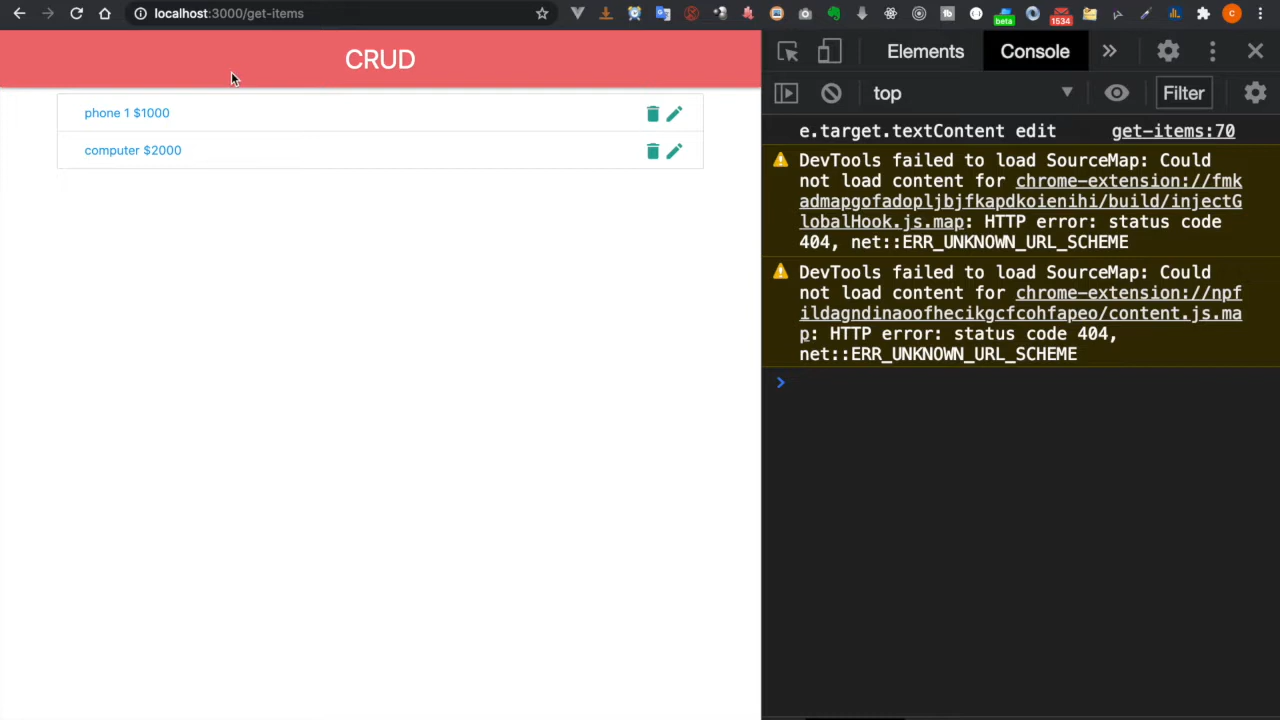 localhost:3000/get-items
beta
1534
C
CRUD
phone 1 $1000
computer $2000
Elements
Console
top
Filter
e.target.textContent edit get-items:70
DevTools failed to load SourceMap: Could
not load content for chrome-extension://fmk
admapgofadopljbjfkapdkoienihi/build/injectG
lobalHook.js.map: HTTP error: status code
404, net::ERR_UNKNOWN_URL_SCHEME
DevTools failed to load SourceMap: Could
not load content for chrome-extension://npf
ildagndinaoofhecikgcfcohfapeo/content.js.ma
p: HTTP error: status code 404,
net::ERR_UNKNOWN_URL_SCHEME